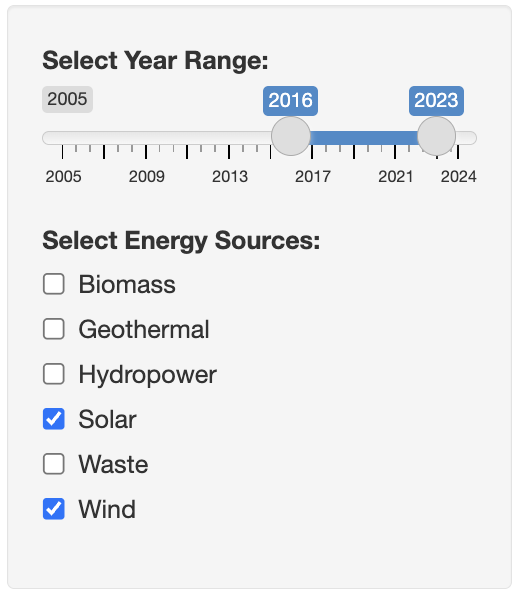 Select Year Range:
2005 2016 2023
2005 2009 2013 2017 2021 2024
Select Energy Sources:
Biomass
Geothermal
Hydropower
Solar
Waste
Wind